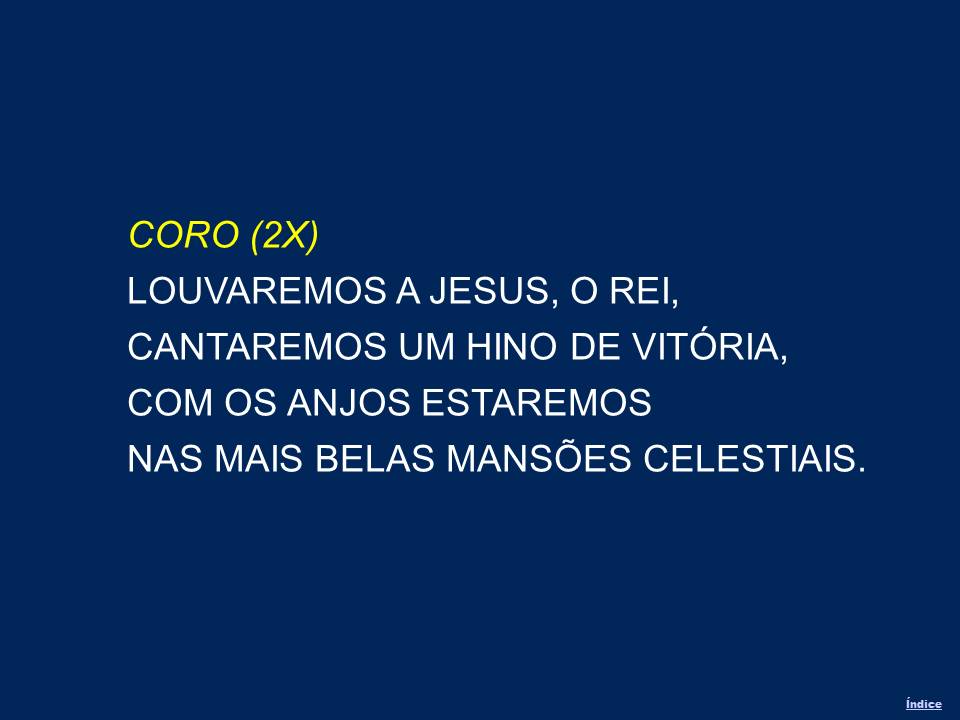 CORO (2X)
LOUVAREMOS A JESUS, O REI,
CANTAREMOS UM HINO DE VITÓRIA,
COM OS ANJOS ESTAREMOS
NAS MAIS BELAS MANSÕES CELESTIAIS.
Índice